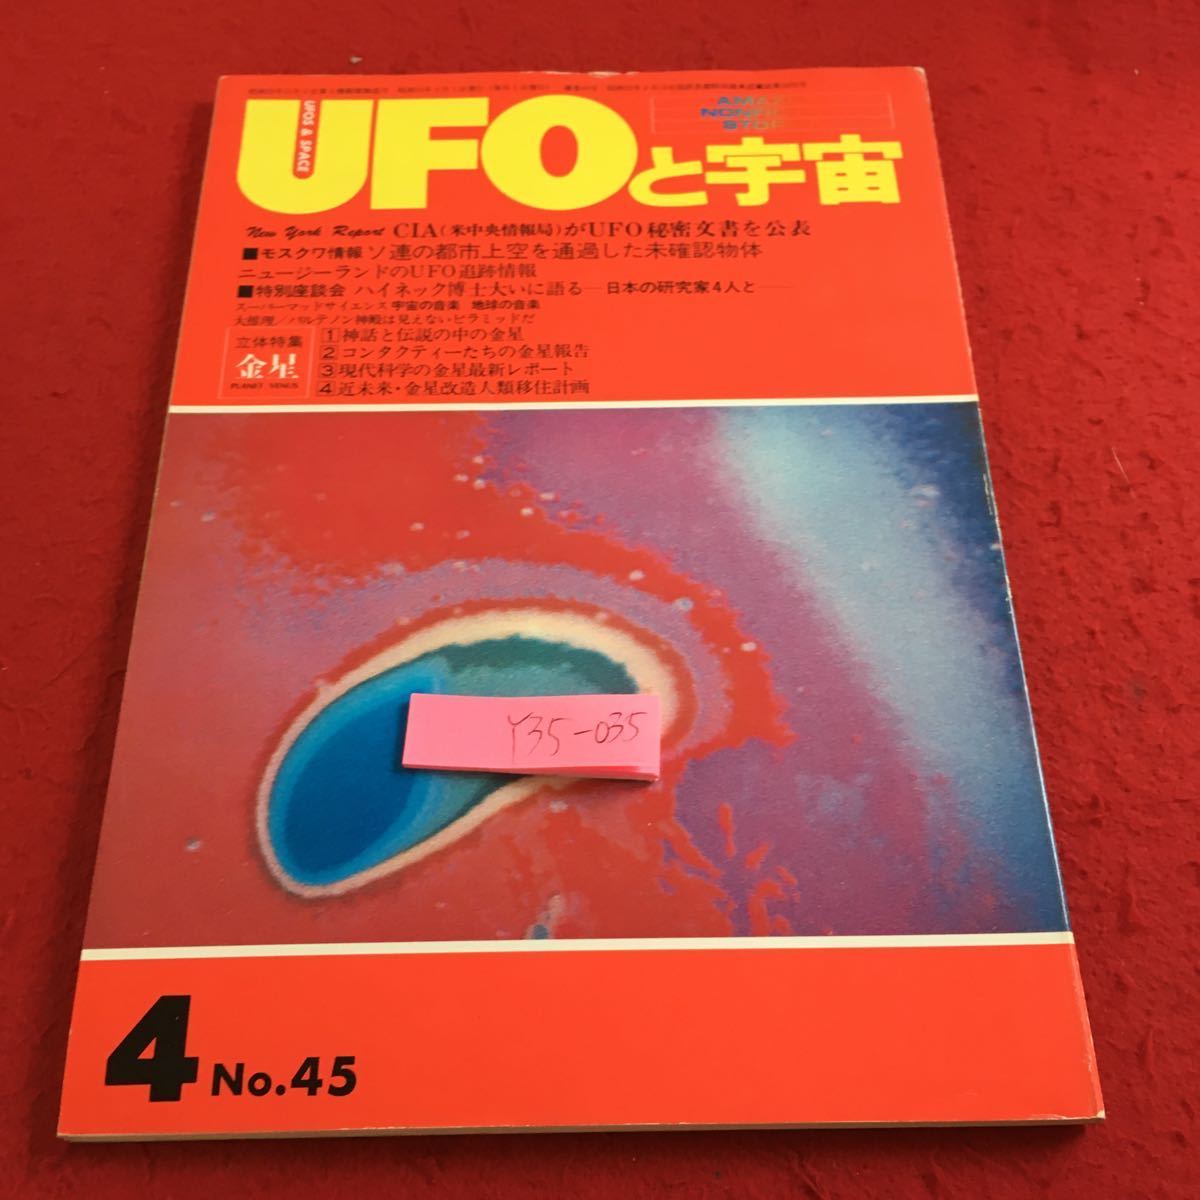 UFOS & SPACE
UFOと宇宙
New York Report CIA(米中央情報局)がUFO秘密文書を公表
■モスクワ情報 ソ連の都市上空を通過した未確認物体
ニュージーランドのUFO追跡情報
■特別座談会 ハイネック博士大いに語る—日本の研究家4人と—
スーパーマッドサイエンス 宇宙の音楽 地球の音楽
大推理/パルテノン神殿は見えないピラミッドだ
立体特集
金星
PLANET VENUS
1 神話と伝説の中の金星
2 コンタクティーたちの金星報告
3 現代科学の金星最新レポート
4 近未来・金星改造人類移住計画
Y35-035
4 No.45